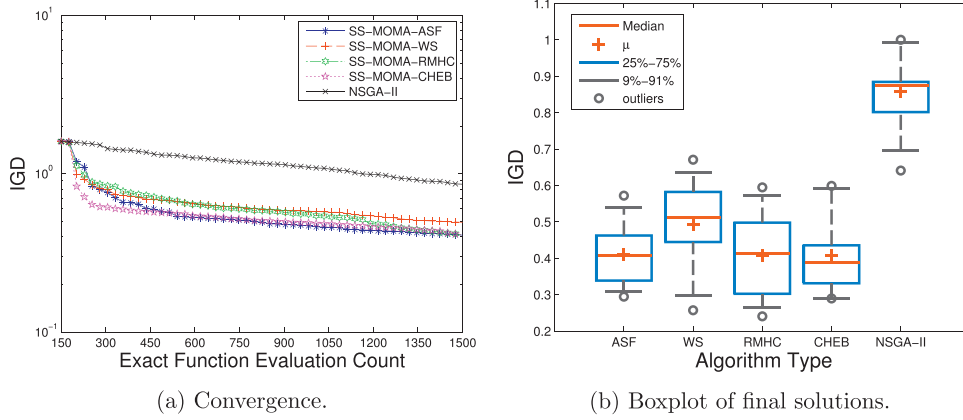 SS-MOMA-ASF
SS-MOMA-WS
SS-MOMA-RMHC
SS-MOMA-CHEB
NSGA-II
10^1
10^0
10^-1
IGD
150 300 450 600 750 900 1050 1200 1350 1500
Exact Function Evaluation Count
(a) Convergence.
Median
μ
25%-75%
9%-91%
outliers
1.1
1
0.9
0.8
0.7
0.6
0.5
0.4
0.3
0.2
IGD
ASF WS RMHC CHEB NSGA-II
Algorithm Type
(b) Boxplot of final solutions.